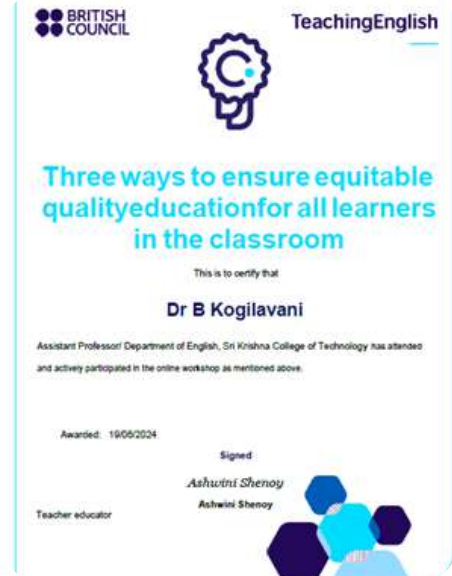 BRITISH
COUNCIL
TeachingEnglish
Three ways to ensure equitable
qualityeducationfor all learners
in the classroom
This is to certify that
Dr B Kogilavani
Assistant Professor/ Department of English, Sri Krishna College of Technology has attended
and actively participated in the online workshop as mentioned above.
Awarded: 19/06/2024
Signed
Ashwini Shenoy
Ashwini Shenoy
Teacher educator